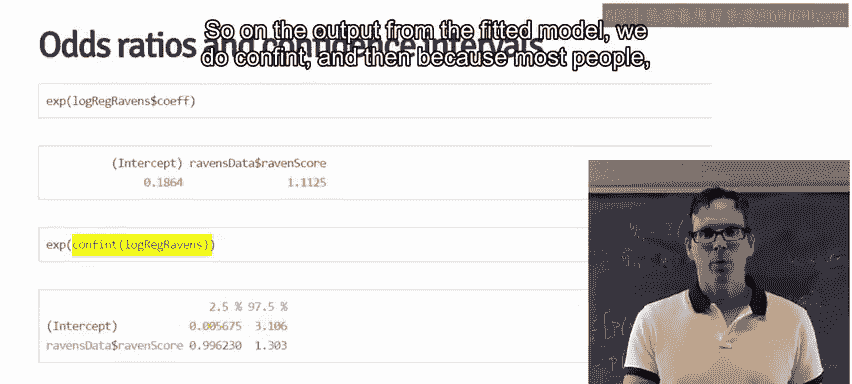 So on the output from the fitted model, we
do confint, and then because most people,
Odds ratios and confidence intervals
exp(logRegRavens$coeff)
(Intercept) ravensData$ravenScore
0.1864 1.1125
exp(confint(logRegRavens))
2.5 % 97.5 %
(Intercept) 0.005675 3.106
ravensData$ravenScore 0.996230 1.303